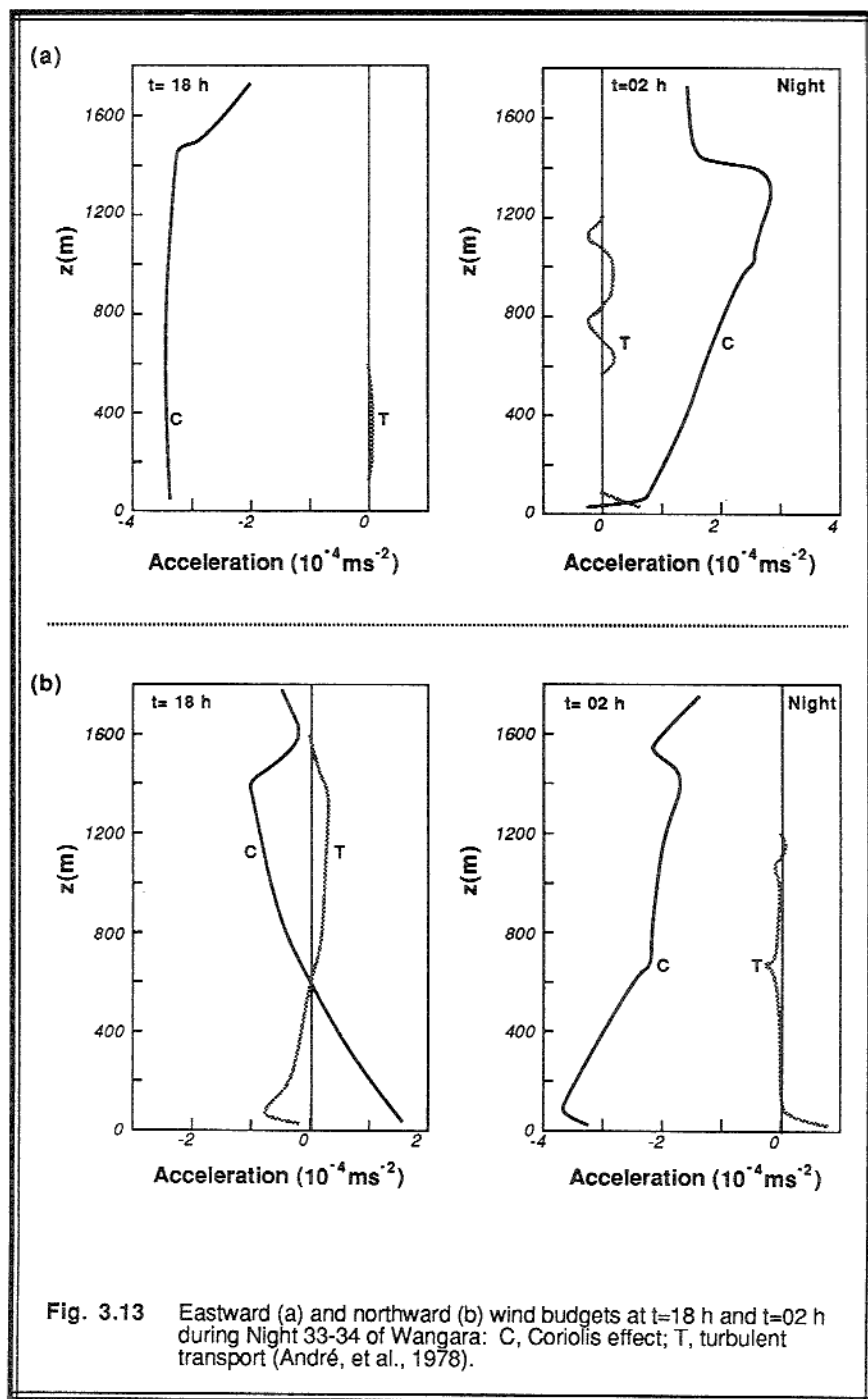 (a)
t= 18 h
z(m)
1600
1200
800
400
0
C
T
-4
-2
0
Acceleration (10-4ms-2)
t=02 h
Night
z(m)
1600
1200
800
400
0
T
C
0
2
4
Acceleration (10-4ms-2)
(b)
t= 18 h
z(m)
1600
1200
800
400
0
C
T
-2
0
2
Acceleration (10-4ms-2)
t= 02 h
Night
z(m)
1600
1200
800
400
0
C
T
-4
-2
0
Acceleration (10-4ms-2)
Fig. 3.13 Eastward (a) and northward (b) wind budgets at t=18 h and t=02 h
during Night 33-34 of Wangara: C, Coriolis effect; T, turbulent
transport (André, et al., 1978).